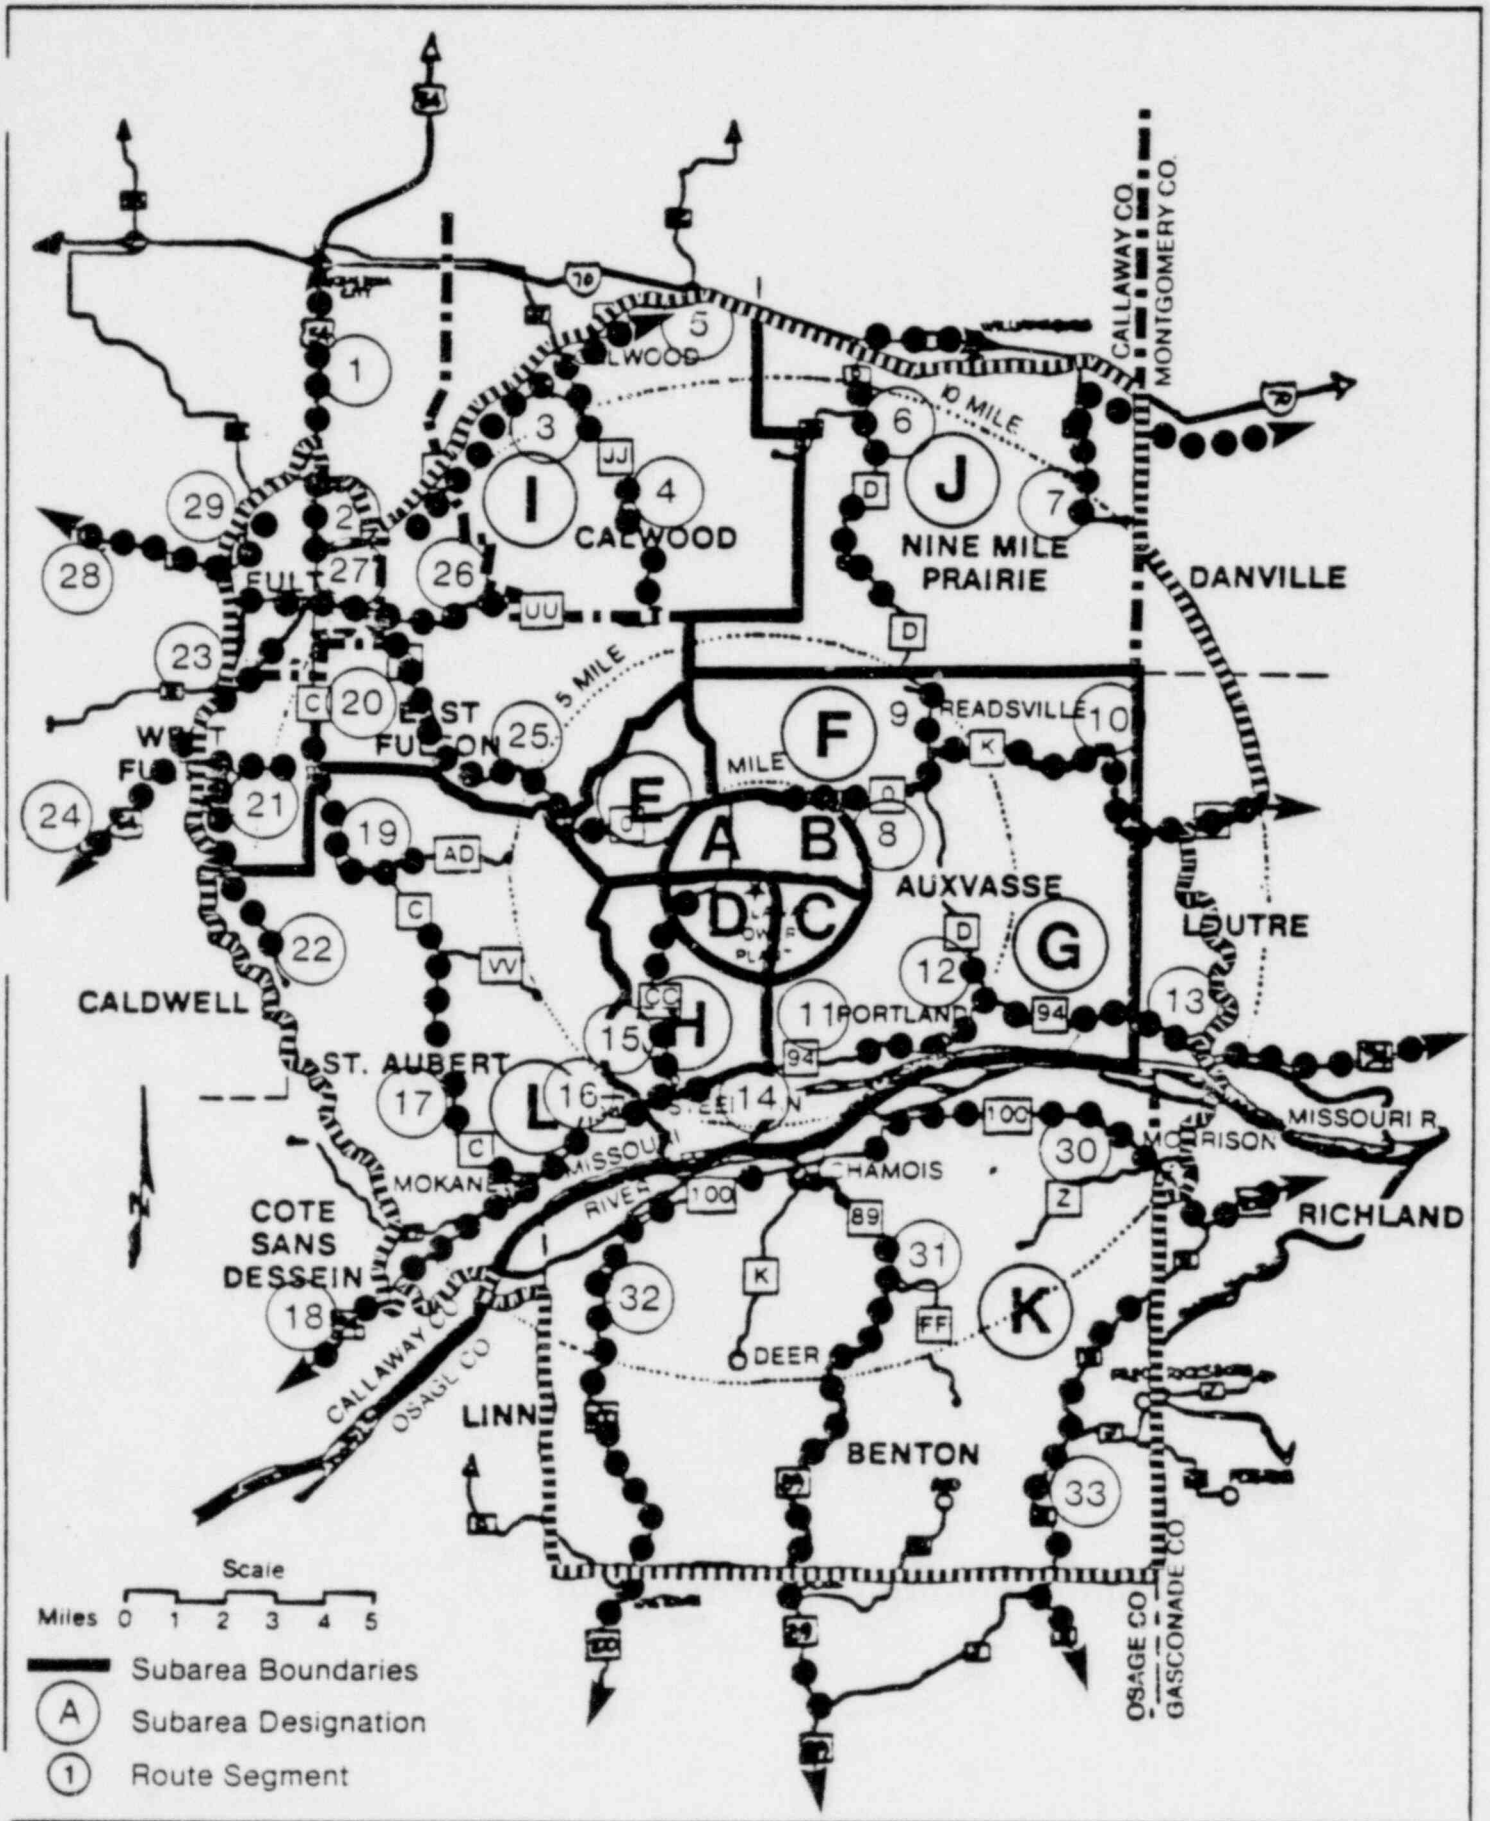 70
CALLAWAY CO.
MONTGOMERY CO.
1
5
3
JJ
4
I
CALWOOD
10 MILE
6
D
J
7
NINE MILE
PRAIRIE
DANVILLE
70
29
2
28
27
26
UU
D
23
C
20
EAST
FULTON
25
5 MILE
F
9
READSVILLE
10
K
MILE
E
24
21
19
AD
C
A
B
8
D
C
AUXVASSE
G
D
12
LOUTRE
22
VV
CALDWELL
CC
15
H
11
PORTLAND
94
94
13
ST. AUBERT
17
L
16
14
C
MOKANE
MISSOURI
RIVER
100
100
30
MORRISON
MISSOURI R.
CHAMOIS
Z
89
RICHLAND
COTE
SANS
DESSEIN
18
32
K
31
FF
K
DEER
CALLAWAY CO
OSAGE CO
LINN
BENTON
33
OSAGE CO
GASCONADE CO
Scale
Miles 0 1 2 3 4 5
Subarea Boundaries
A Subarea Designation
1 Route Segment